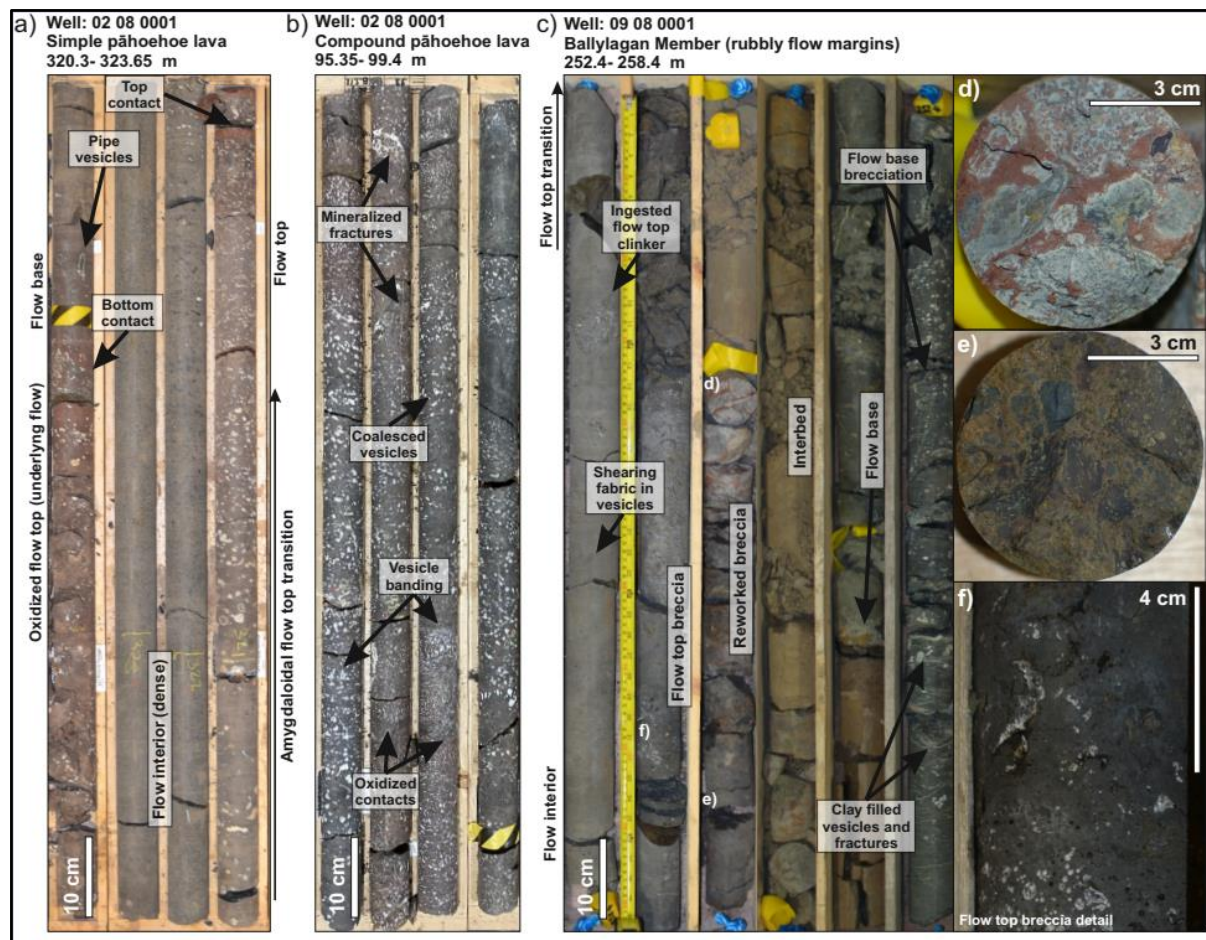 a) Well: 02 08 0001
Simple pāhoehoe lava
320.3- 323.65 m
Top
contact
Pipe
vesicles
Flow base
Bottom
contact
Oxidized flow top (underlyng flow)
Flow interior (dense)
Flow top
Amygdaloidal flow top transition
10 cm
b) Well: 02 08 0001
Compound pāhoehoe lava
95.35- 99.4 m
Mineralized
fractures
Coalesced
vesicles
Vesicle
banding
Oxidized
contacts
10 cm
c) Well: 09 08 0001
Ballylagan Member (rubbly flow margins)
252.4- 258.4 m
Flow top transition
Ingested
flow top
clinker
Shearing
fabric in
vesicles
Flow interior
Flow top breccia
Reworked breccia
Interbed
Flow base
brecciation
Flow base
Clay filled
vesicles and
fractures
d)
f)
e)
10 cm
d)
3 cm
e)
3 cm
f)
4 cm
Flow top breccia detail